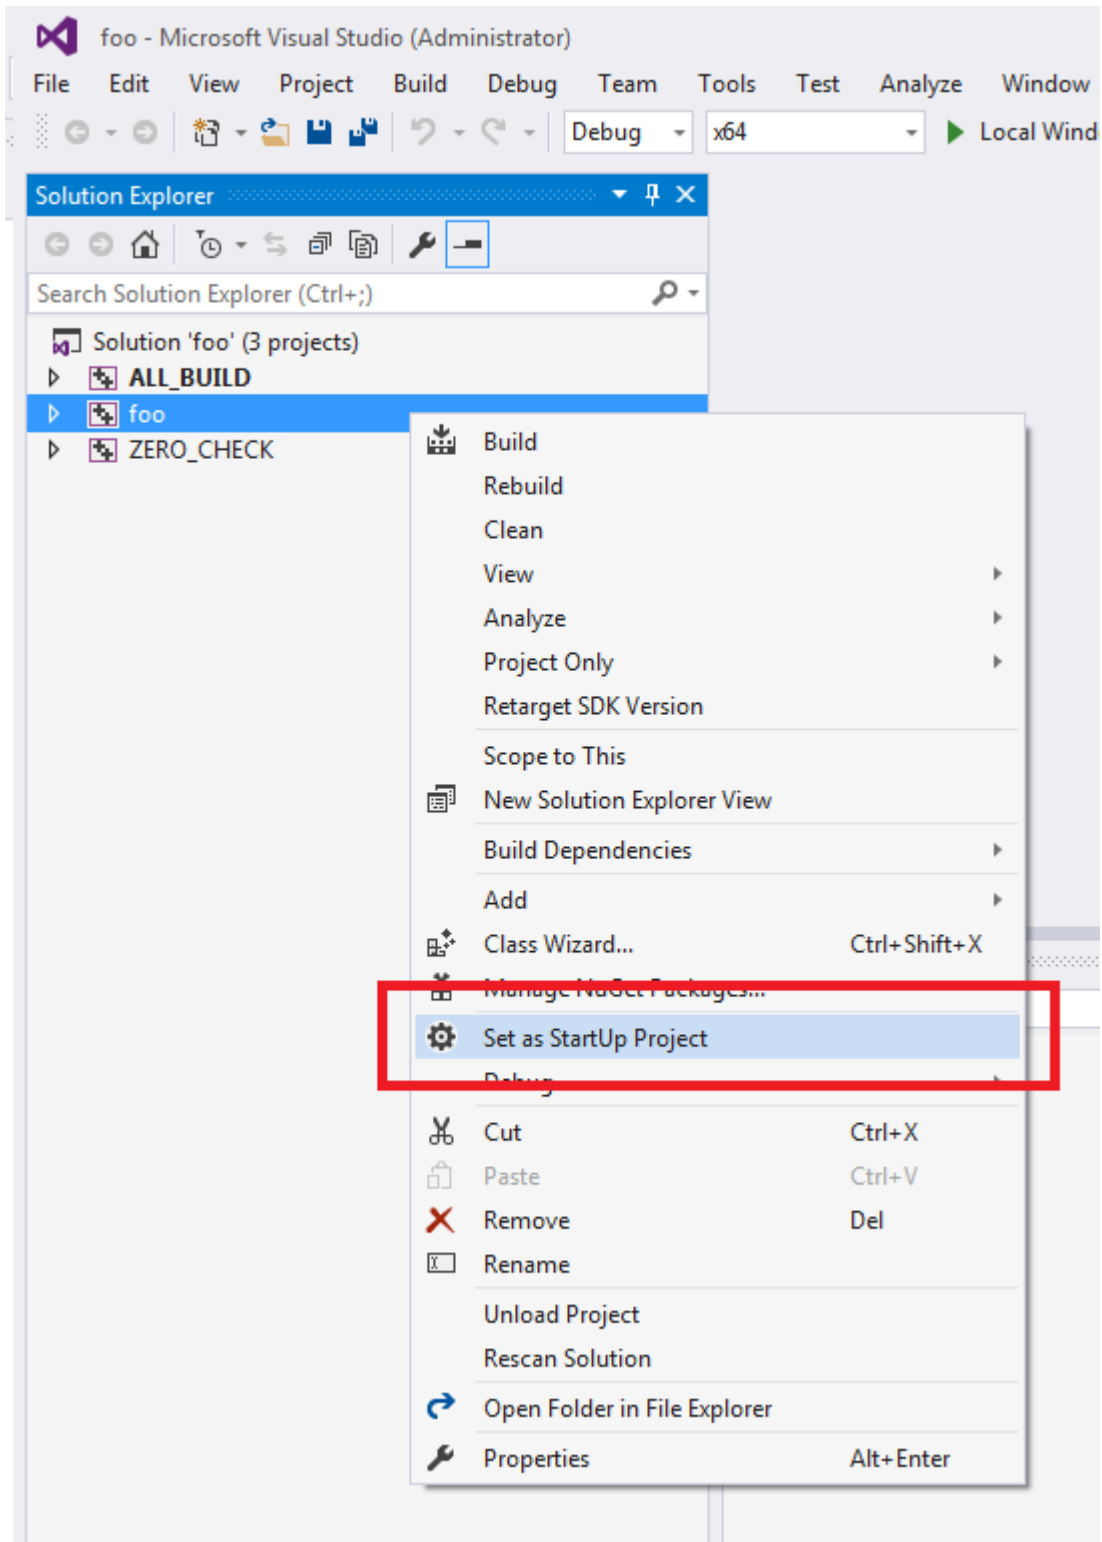 foo - Microsoft Visual Studio (Administrator)
File Edit View Project Build Debug Team Tools Test Analyze Window
Debug x64 Local Wind
Solution Explorer
Search Solution Explorer (Ctrl+;)
Solution 'foo' (3 projects)
ALL_BUILD
foo
ZERO_CHECK
Build
Rebuild
Clean
View
Analyze
Project Only
Retarget SDK Version
Scope to This
New Solution Explorer View
Build Dependencies
Add
Class Wizard... Ctrl+Shift+X
Manage NuGet Packages...
Set as StartUp Project
Debug
Cut Ctrl+X
Paste Ctrl+V
Remove Del
Rename
Unload Project
Rescan Solution
Open Folder in File Explorer
Properties Alt+Enter